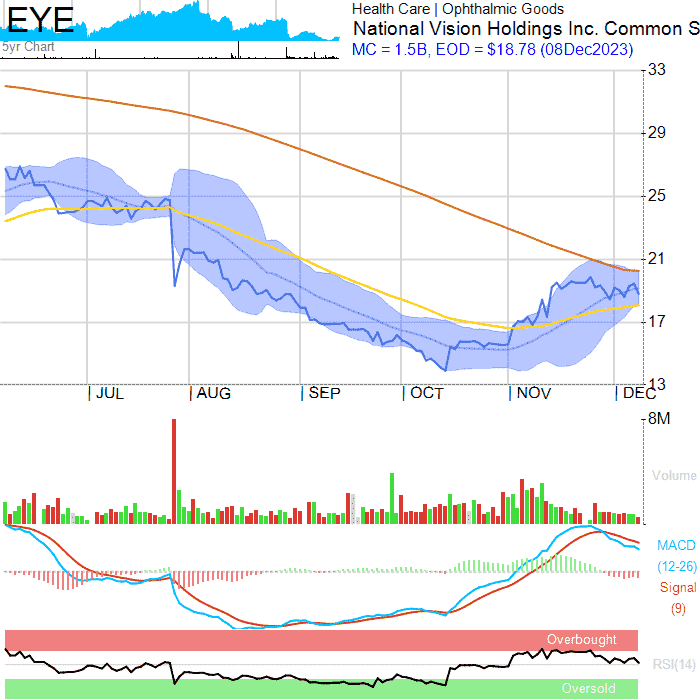 EYE
5yr Chart
Health Care | Ophthalmic Goods
National Vision Holdings Inc. Common S
MC = 1.5B, EOD = $18.78 (08Dec2023)
33
29
25
21
17
13
JUL AUG SEP OCT NOV DEC
8M
Volume
MACD
(12-26)
Signal
(9)
Overbought
RSI(14)
Oversold